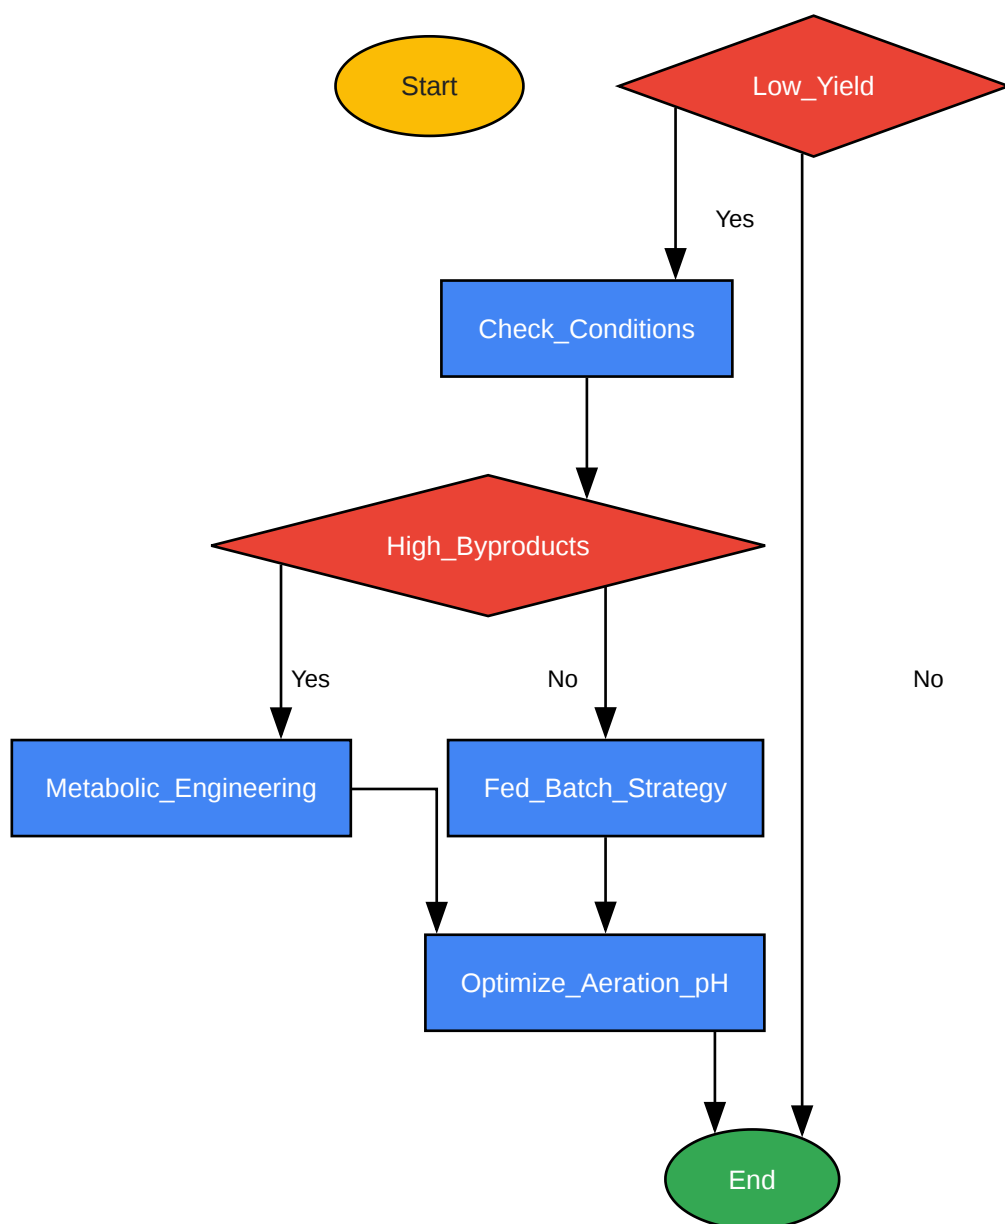 Start
Low_Yield
Yes
Check_Conditions
High_Byproducts
Yes
No
No
Metabolic_Engineering
Fed_Batch_Strategy
Optimize_Aeration_pH
End